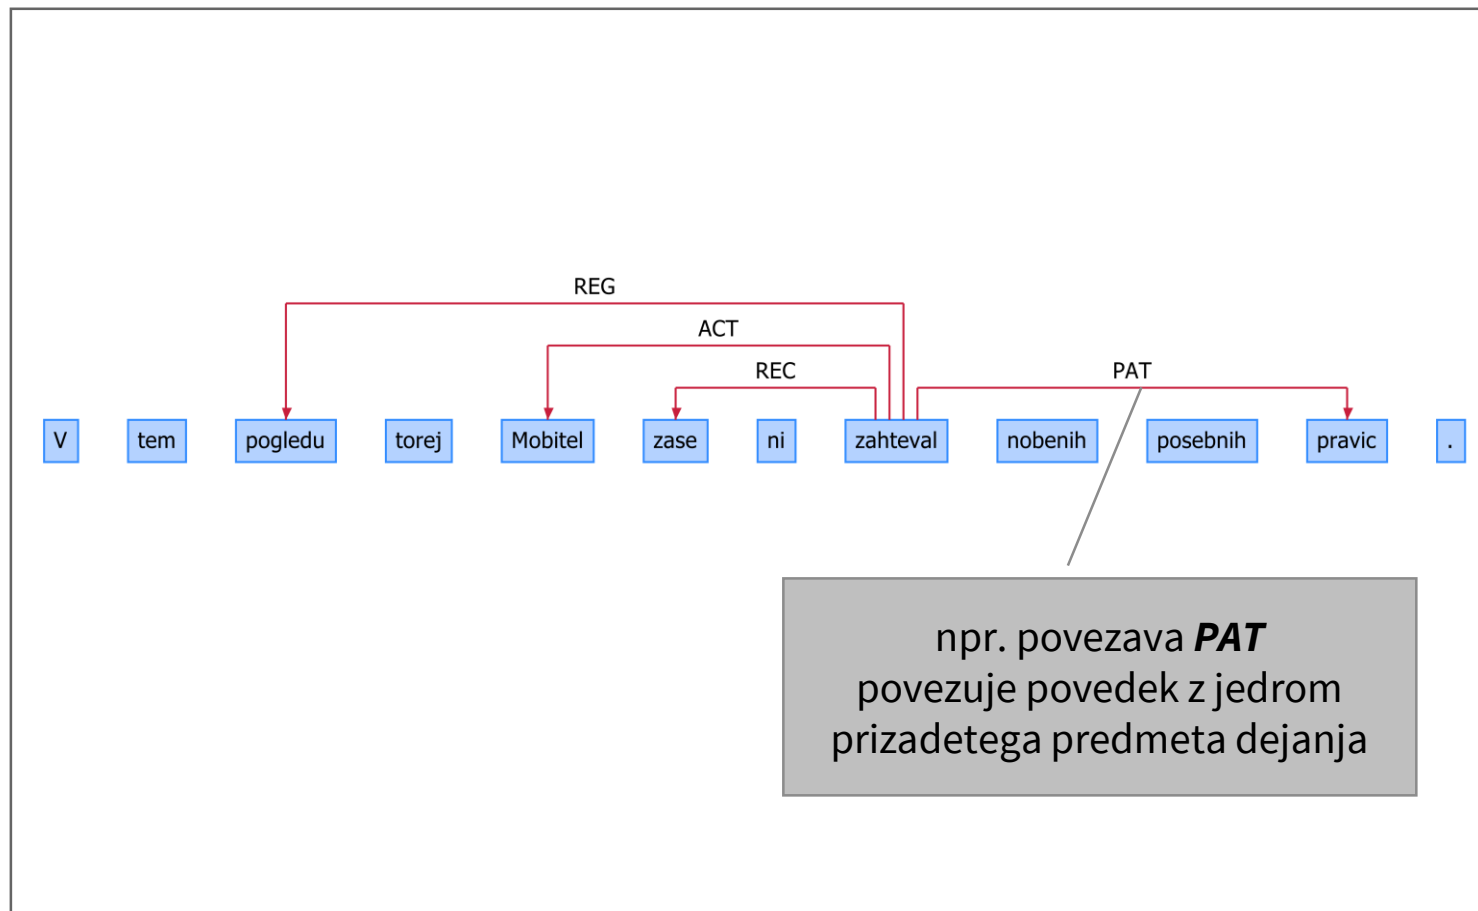 REG
ACT
REC PAT
V tem pogledu torej Mobitel zase ni zahteval nobenih posebnih pravic .
npr. povezava PAT
povezuje povedek z jedrom
prizadetega predmeta dejanja